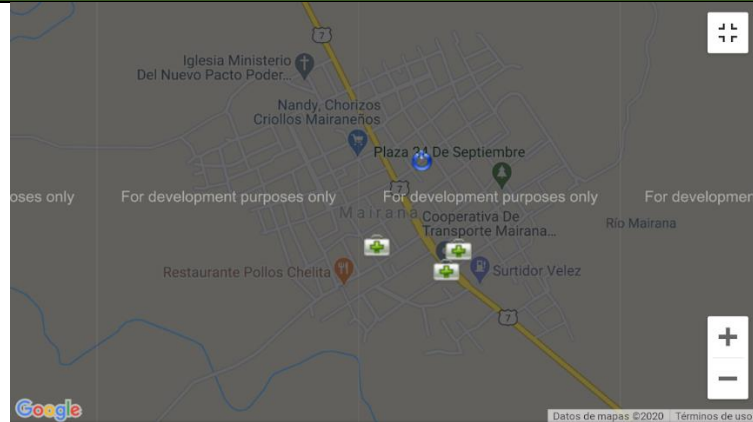 7
Iglesia Ministerio
Del Nuevo Pacto Poder...
Nandy, Chorizos
Criollos Mairaneños
Plaza 24 De Septiembre
oses only
For development purposes only
For development purposes only
For developmen
7
Mairana
Cooperativa De
Transporte Mairana...
Río Mairana
Restaurante Pollos Chelita
Surtidor Velez
7
+
−
Google
Datos de mapas ©2020
Términos de uso